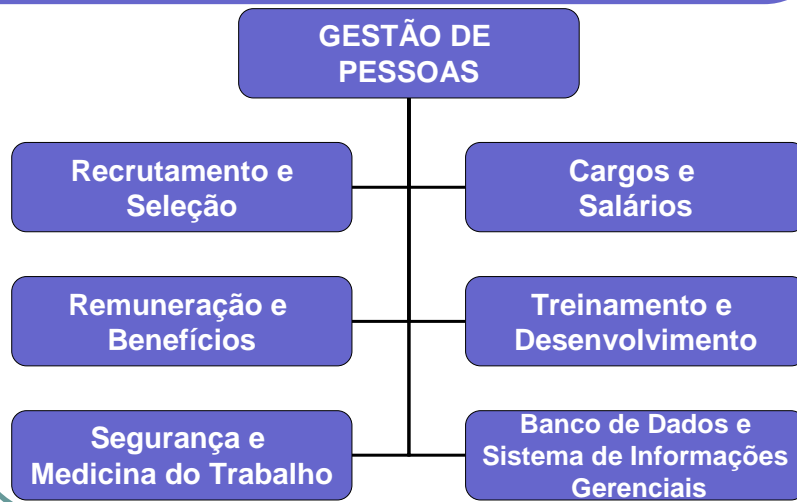 GESTÃO DE
PESSOAS
Recrutamento e
Seleção
Cargos e
Salários
Remuneração e
Benefícios
Treinamento e
Desenvolvimento
Segurança e
Medicina do Trabalho
Banco de Dados e
Sistema de Informações
Gerenciais